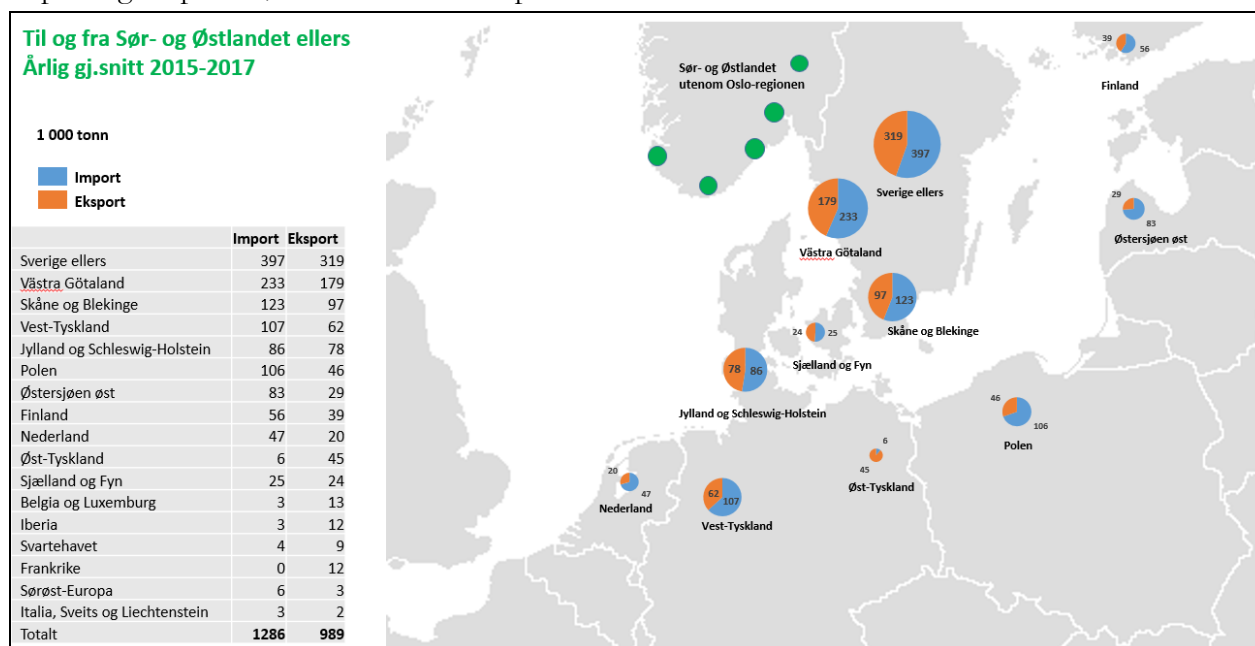 Til og fra Sør- og Østlandet ellers
Årlig gj.snitt 2015-2017
1 000 tonn
Import
Eksport
Import Eksport
Sverige ellers 397 319
Västra Götaland 233 179
Skåne og Blekinge 123 97
Vest-Tyskland 107 62
Jylland og Schleswig-Holstein 86 78
Polen 106 46
Østersjøen øst 83 29
Finland 56 39
Nederland 47 20
Øst-Tyskland 6 45
Sjælland og Fyn 25 24
Belgia og Luxemburg 3 13
Iberia 3 12
Svartehavet 4 9
Frankrike 0 12
Sørøst-Europa 6 3
Italia, Sveits og Liechtenstein 3 2
Totalt 1286 989
Sør- og Østlandet
utenom Oslo-regionen
39
56
Finland
319
397
Sverige ellers
179
233
Västra Götaland
29
83
Østersjøen øst
97
123
Skåne og Blekinge
24
25
Sjælland og Fyn
78
86
Jylland og Schleswig-Holstein
46
106
Polen
6
45
Øst-Tyskland
20
47
Nederland
62
107
Vest-Tyskland